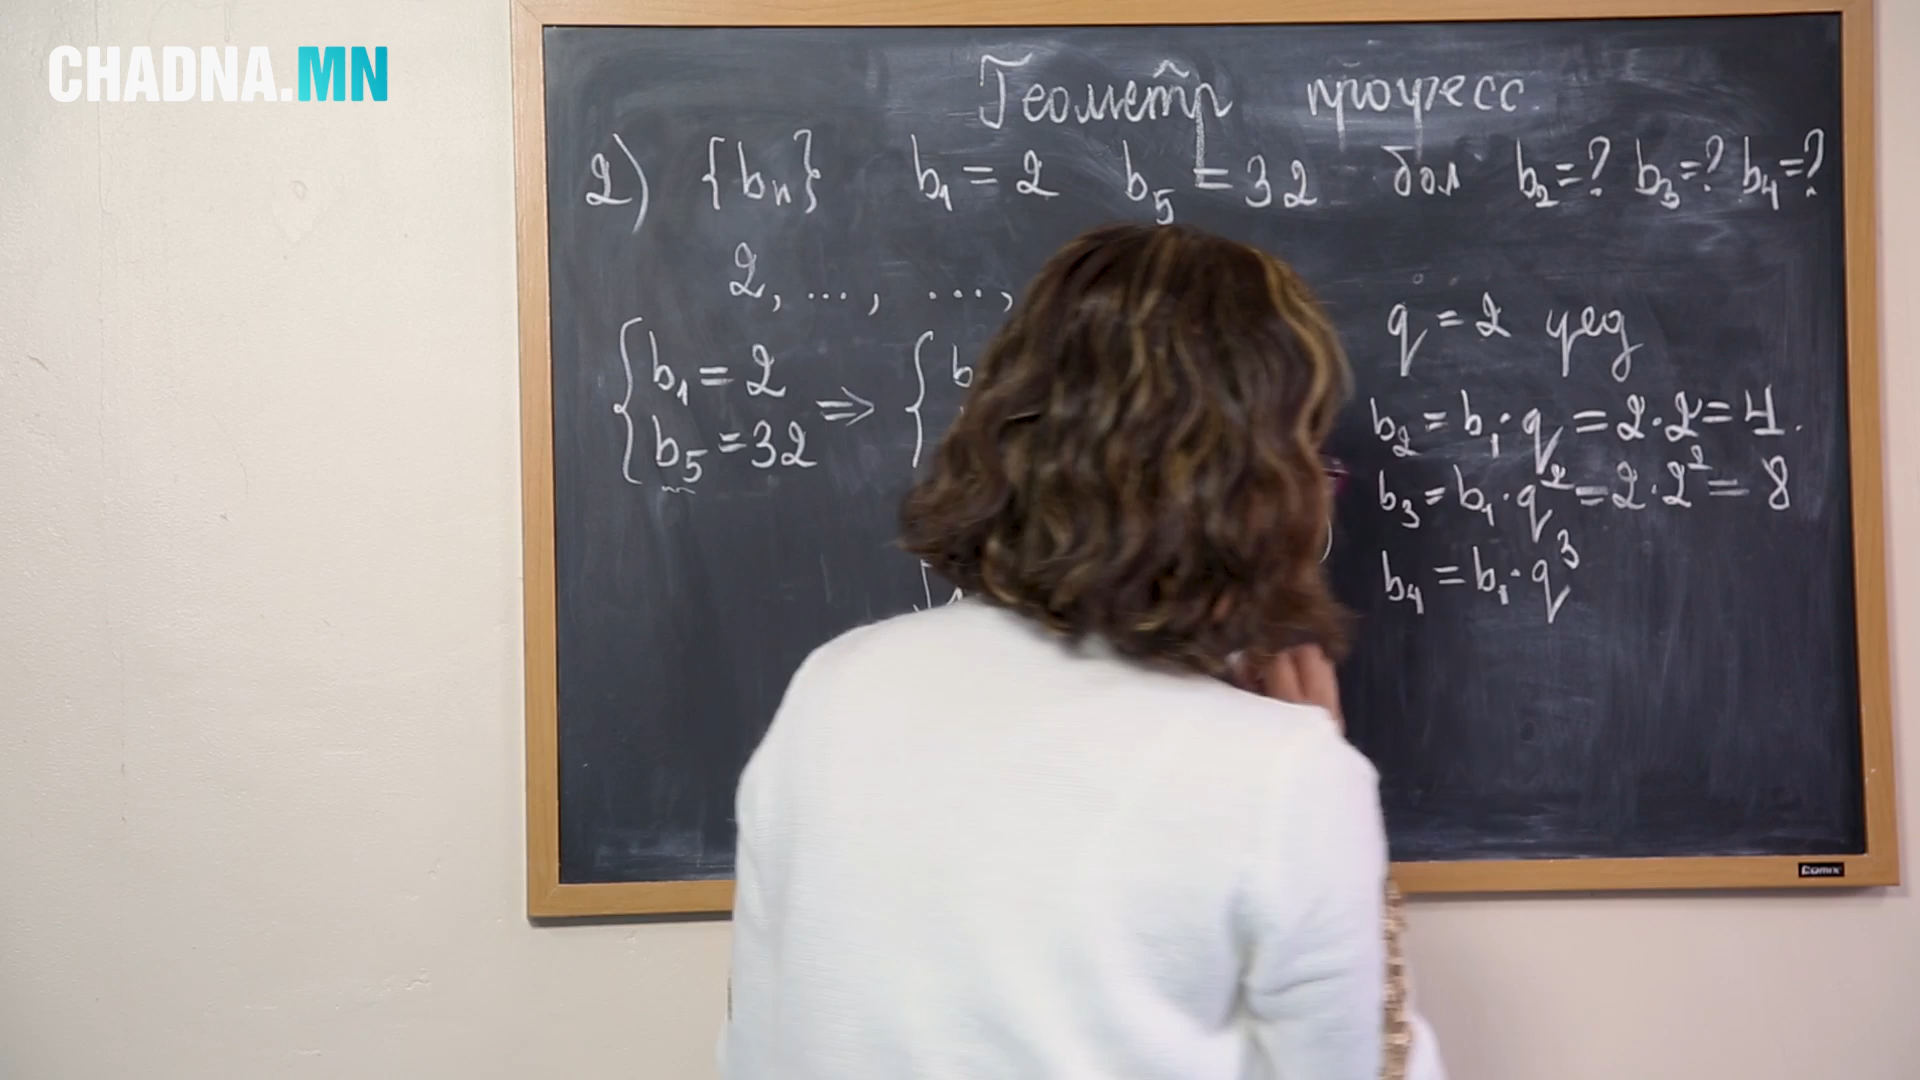 CHADNA.MN
Геометр прогресс
2) {bₙ} b₁ = 2 b₅ = 32 бол b₂=? b₃=? b₄=?
2, ..., ...,
{ b₁ = 2 ⇒ { b
b₅ = 32
q = 2 үед
b₂ = b₁·q = 2·2 = 4.
b₃ = b₁·q² = 2·2² = 8
b₄ = b₁·q³
Comix